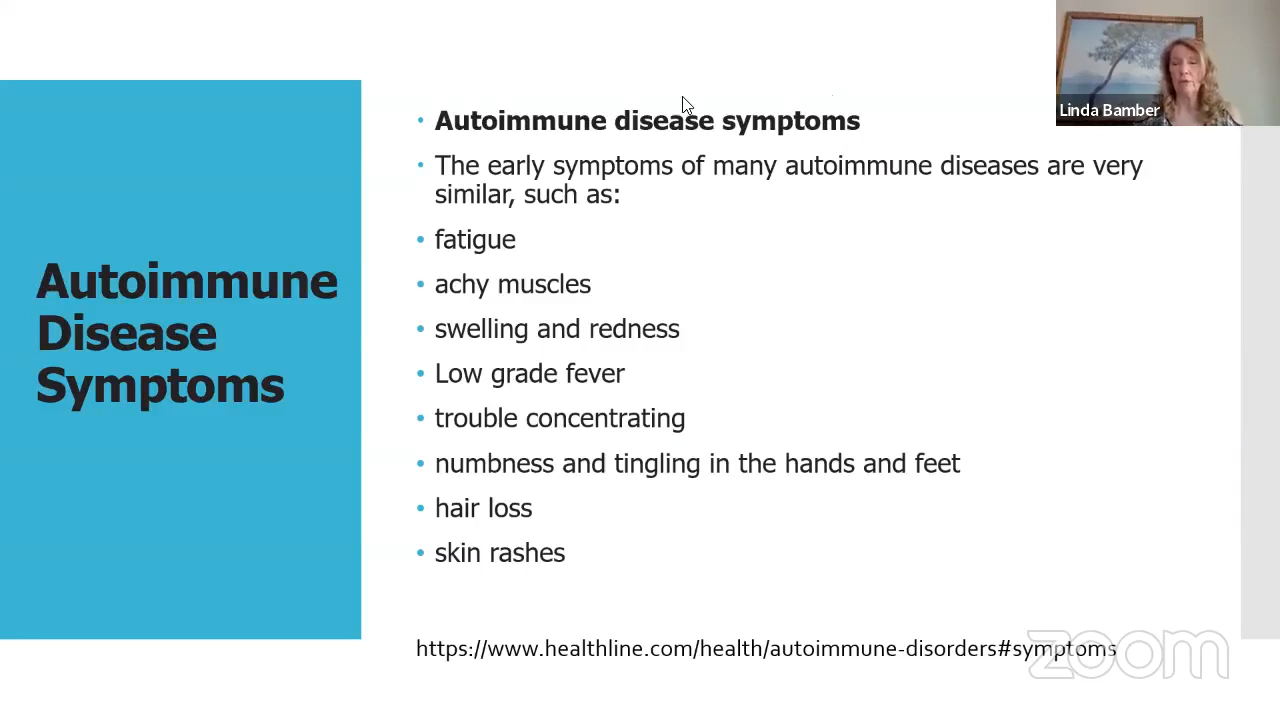 Autoimmune
Disease
Symptoms
Autoimmune disease symptoms
The early symptoms of many autoimmune diseases are very
similar, such as:
fatigue
achy muscles
swelling and redness
Low grade fever
trouble concentrating
numbness and tingling in the hands and feet
hair loss
skin rashes
https://www.healthline.com/health/autoimmune-disorders#symptoms
Linda Bamber
zoom